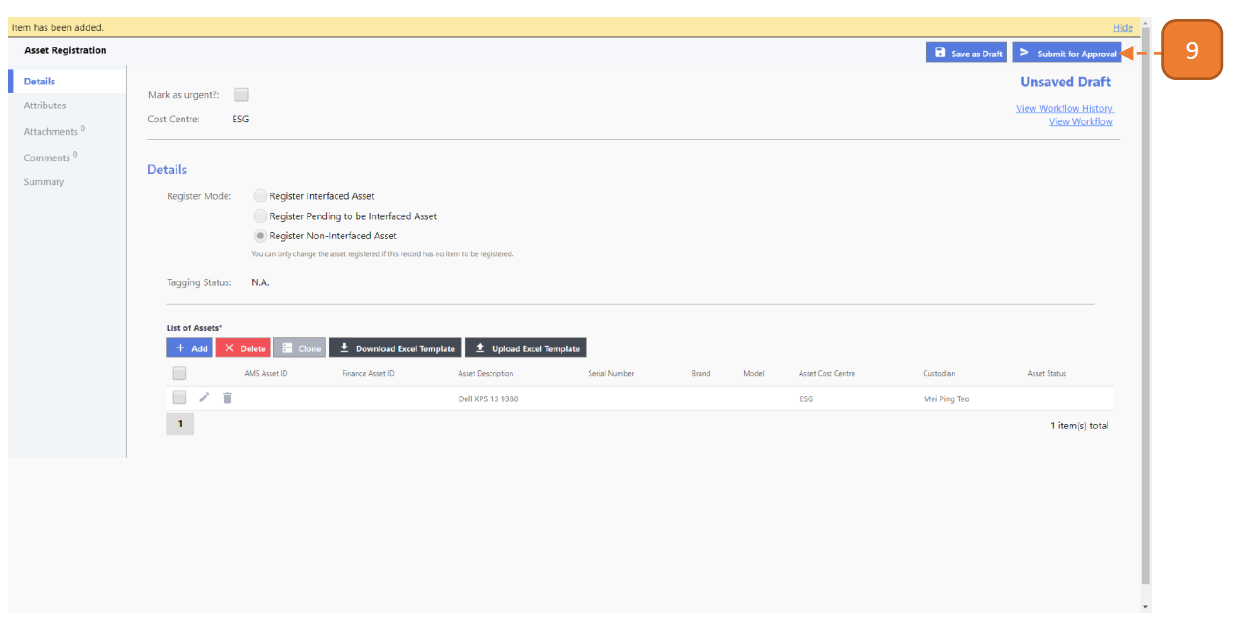 Item has been added. Hide
Asset Registration Save as Draft Submit for Approval 9
Details
Attributes
Attachments 0
Comments 0
Summary
Unsaved Draft
Mark as urgent?:
View Workflow History
Cost Centre: ESG View Workflow
Details
Register Mode: Register Interfaced Asset
Register Pending to be Interfaced Asset
Register Non-Interfaced Asset
You can only change the asset registered if this record has no item to be registered.
Tagging Status: N.A.
List of Assets*
Add Delete Clone Download Excel Template Upload Excel Template
AMS Asset ID Finance Asset ID Asset Description Serial Number Brand Model Asset Cost Centre Custodian Asset Status
Dell XPS 13 9380 ESG Mei Ping Teo
1 1 item(s) total